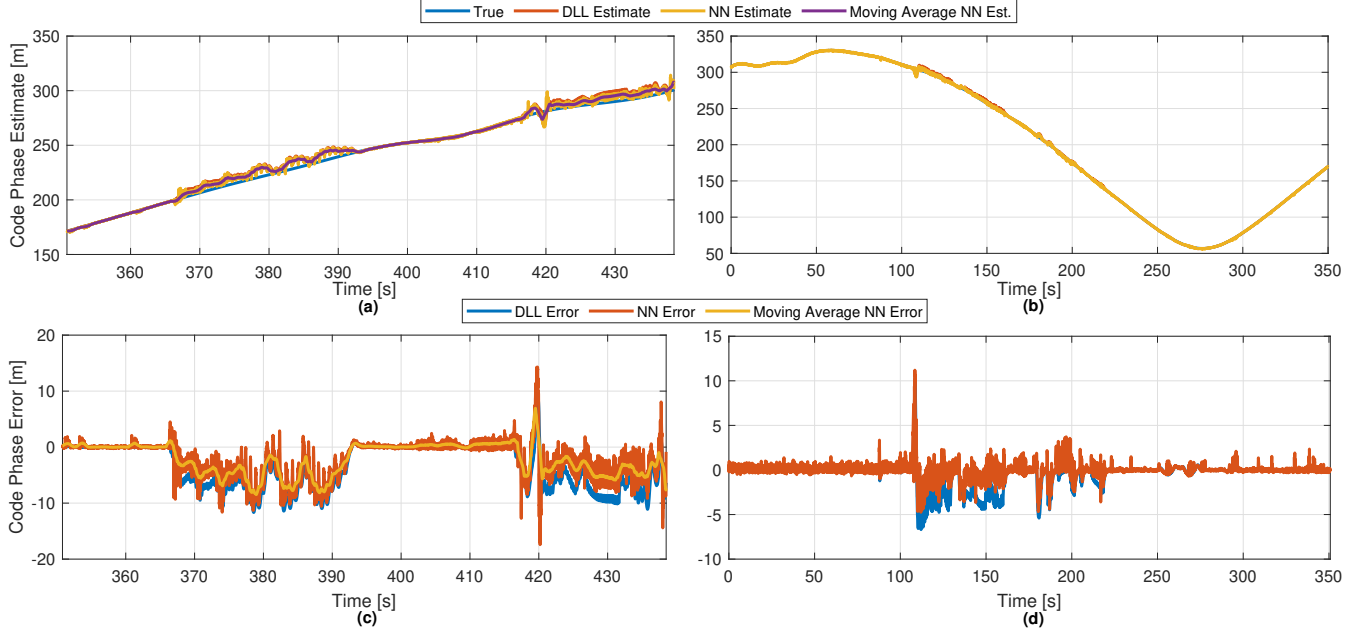 True DLL Estimate NN Estimate Moving Average NN Est.
Code Phase Estimate [m]
350
300
250
200
150
360 370 380 390 400 410 420 430
Time [s]
(a)
350
300
250
200
150
100
50
0 50 100 150 200 250 300 350
Time [s]
(b)
DLL Error NN Error Moving Average NN Error
Code Phase Error [m]
20
10
0
-10
-20
360 370 380 390 400 410 420 430
Time [s]
(c)
15
10
5
0
-5
-10
0 50 100 150 200 250 300 350
Time [s]
(d)